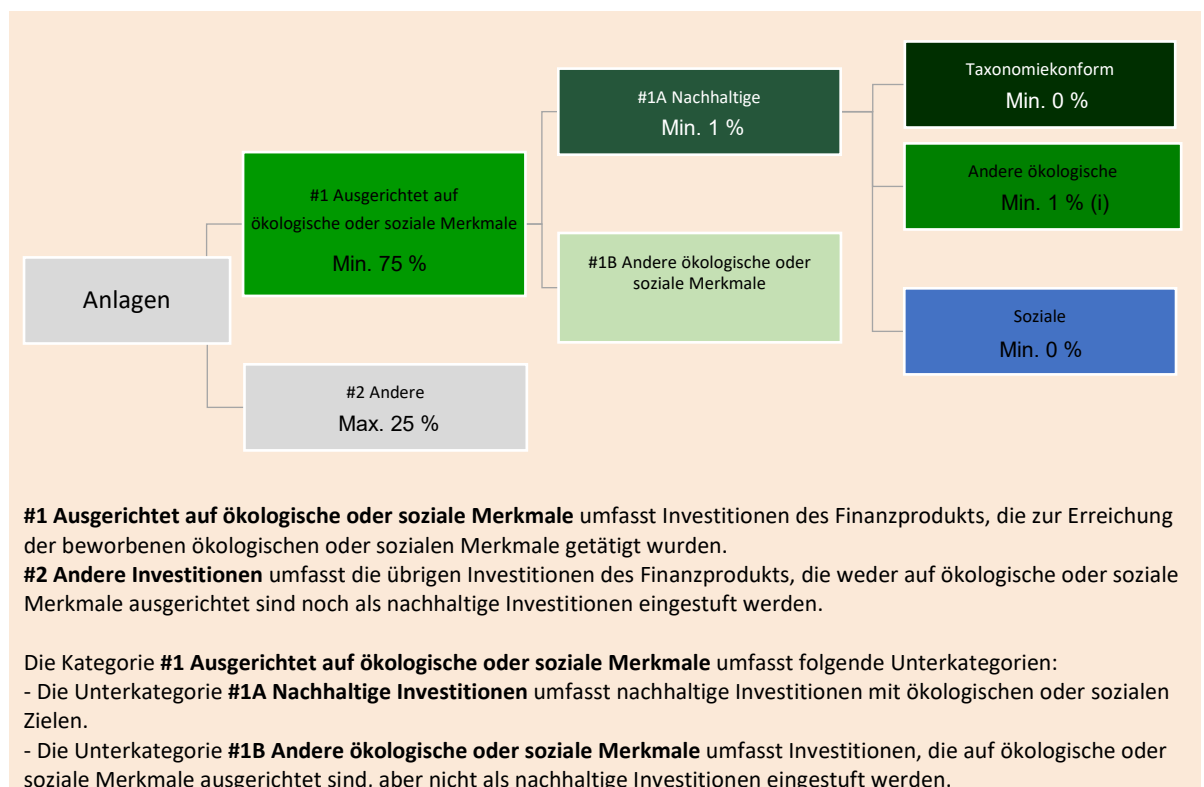 Anlagen
#1 Ausgerichtet auf
ökologische oder soziale Merkmale
Min. 75 %
#2 Andere
Max. 25 %
#1A Nachhaltige
Min. 1 %
#1B Andere ökologische oder
soziale Merkmale
Taxonomiekonform
Min. 0 %
Andere ökologische
Min. 1 % (i)
Soziale
Min. 0 %
#1 Ausgerichtet auf ökologische oder soziale Merkmale umfasst Investitionen des Finanzprodukts, die zur Erreichung
der beworbenen ökologischen oder sozialen Merkmale getätigt wurden.
#2 Andere Investitionen umfasst die übrigen Investitionen des Finanzprodukts, die weder auf ökologische oder soziale
Merkmale ausgerichtet sind noch als nachhaltige Investitionen eingestuft werden.
Die Kategorie #1 Ausgerichtet auf ökologische oder soziale Merkmale umfasst folgende Unterkategorien:
- Die Unterkategorie #1A Nachhaltige Investitionen umfasst nachhaltige Investitionen mit ökologischen oder sozialen
Zielen.
- Die Unterkategorie #1B Andere ökologische oder soziale Merkmale umfasst Investitionen, die auf ökologische oder
soziale Merkmale ausgerichtet sind, aber nicht als nachhaltige Investitionen eingestuft werden.